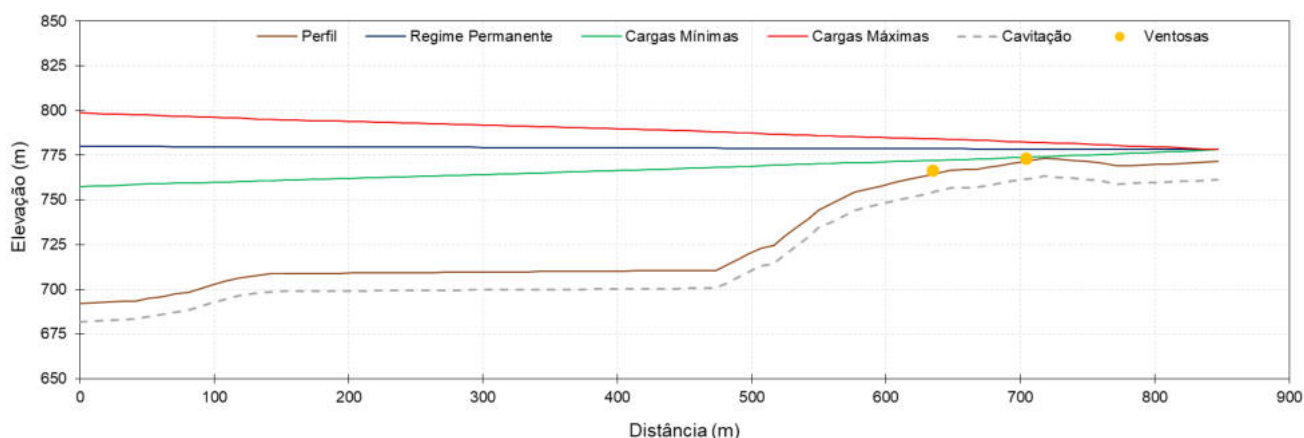 850
825
800
775
750
725
700
675
650
Elevação (m)
Perfil
Regime Permanente
Cargas Mínimas
Cargas Máximas
Cavitação
Ventosas
0
100
200
300
400
500
600
700
800
900
Distância (m)